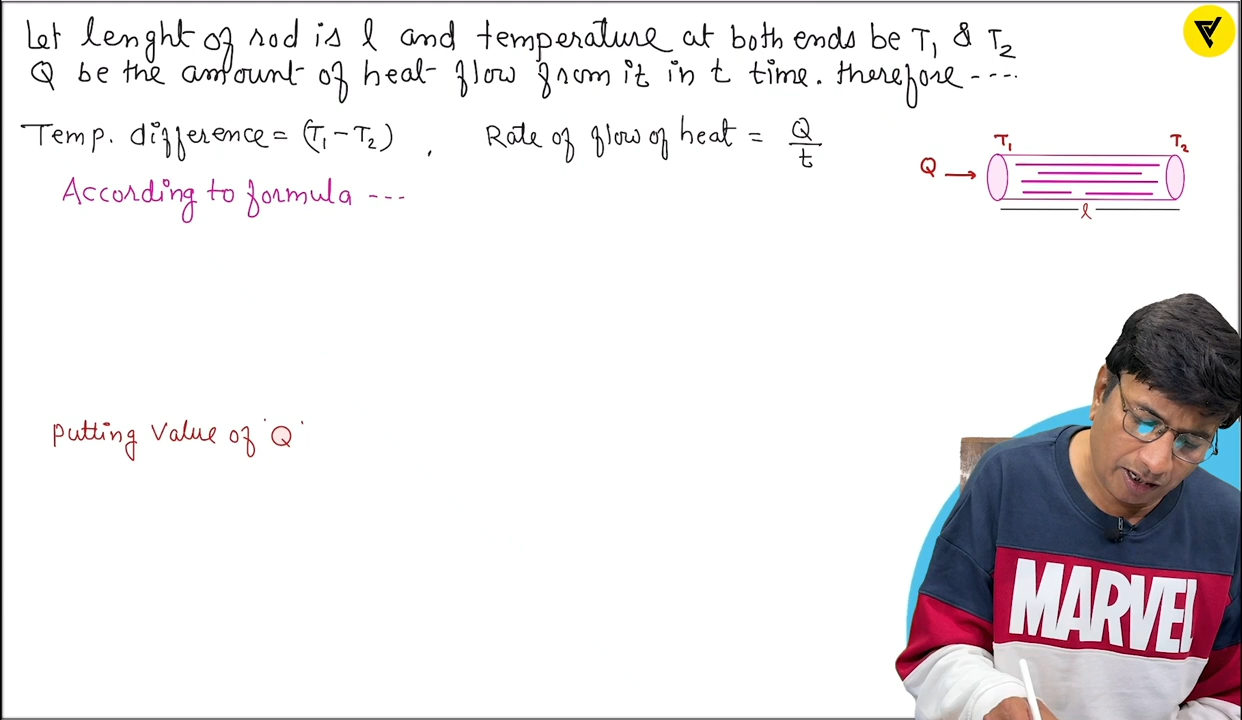 Let lenght of rod is l and temperature at both ends be T₁ & T₂
Q be the amount of heat flow from it in t time. therefore ----
Temp. difference = (T₁ - T₂) , Rate of flow of heat = Q/t
According to formula ---
T₁ T₂
Q →
l
Putting Value of 'Q'
MARVEL